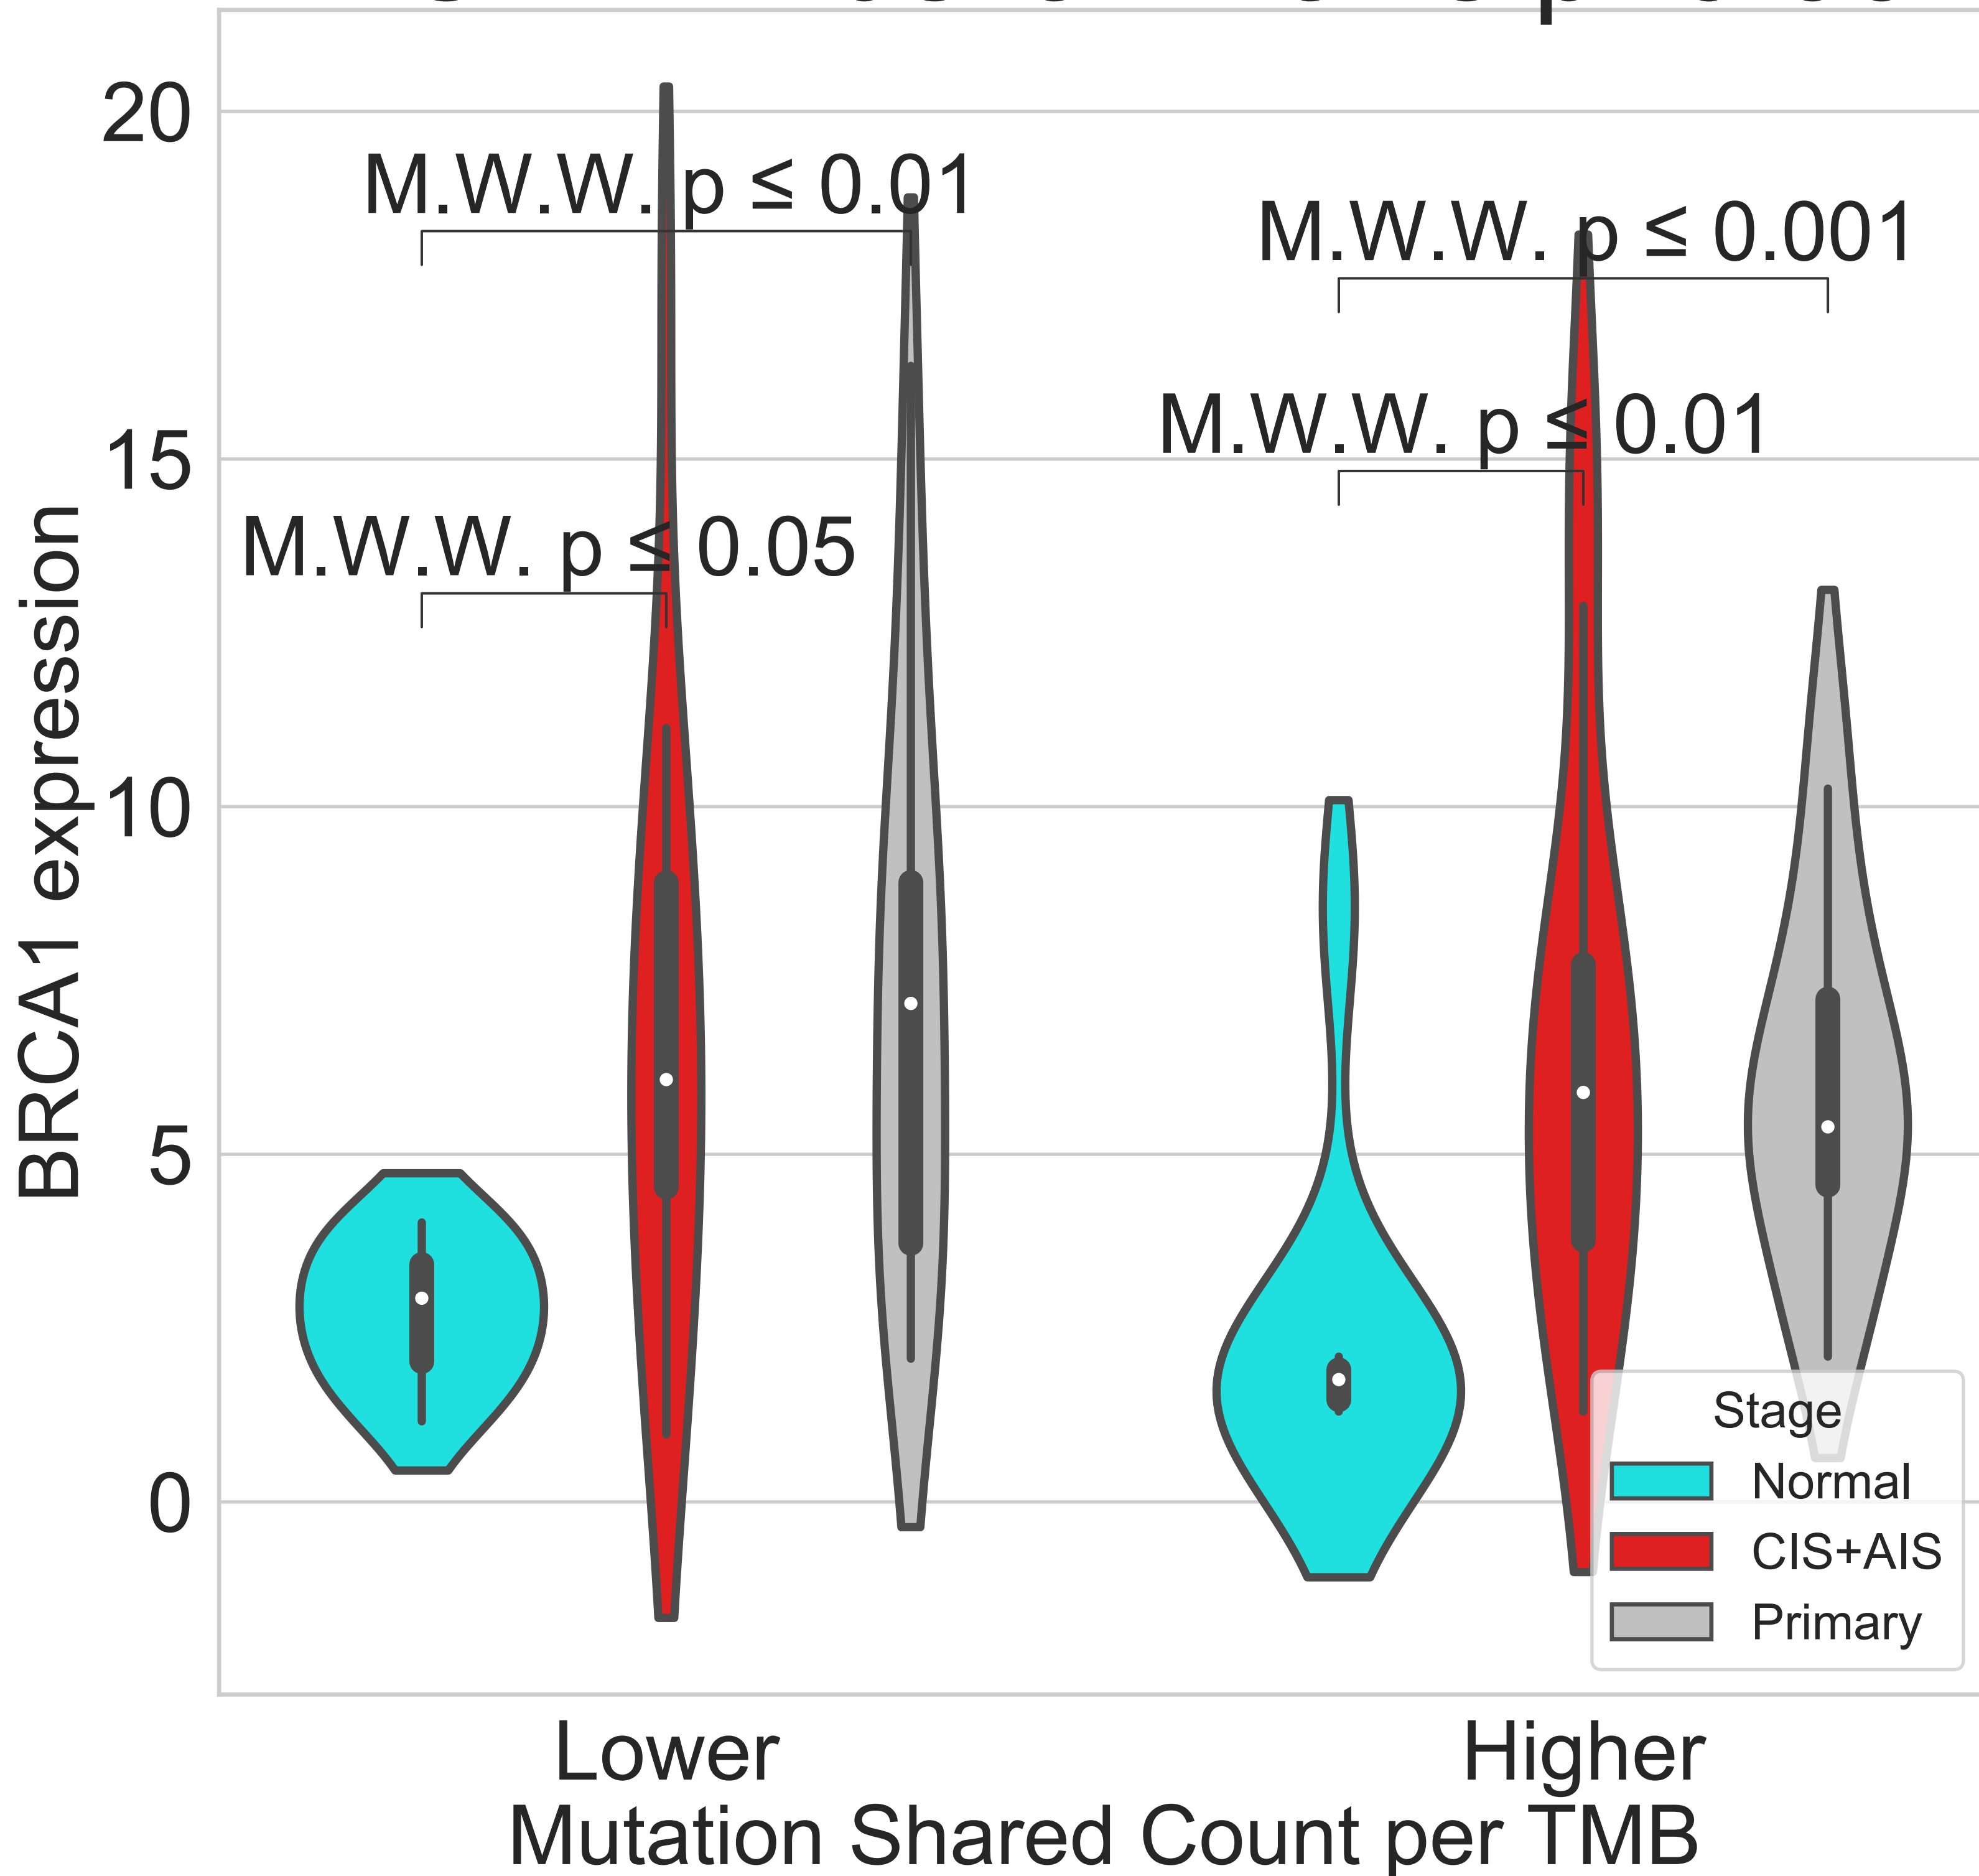 20
15
10
5
0
BRCA1 expression
M.W.W. p ≤ 0.01
M.W.W. p ≤ 0.05
M.W.W. p ≤ 0.001
M.W.W. p ≤ 0.01
Stage
Normal
CIS+AIS
Primary
Lower
Higher
Mutation Shared Count per TMB